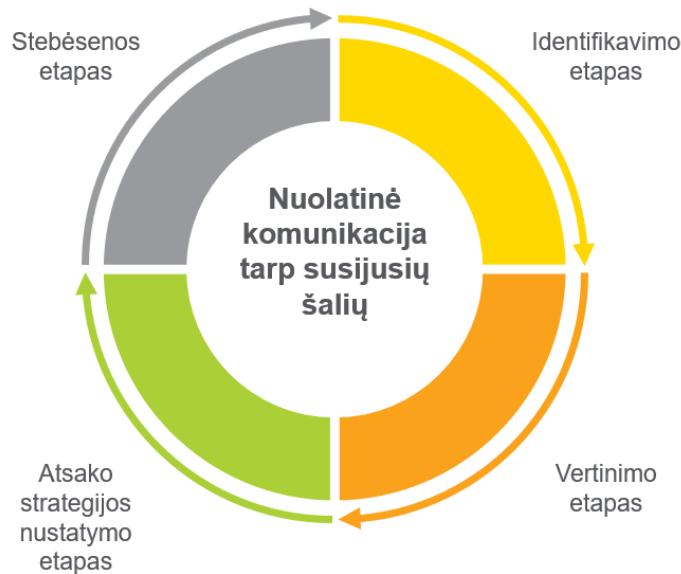 Stebėsenos
etapas
Identifikavimo
etapas
Nuolatinė
komunikacija
tarp susijusių
šalių
Atsako
strategijos
nustatymo
etapas
Vertinimo
etapas